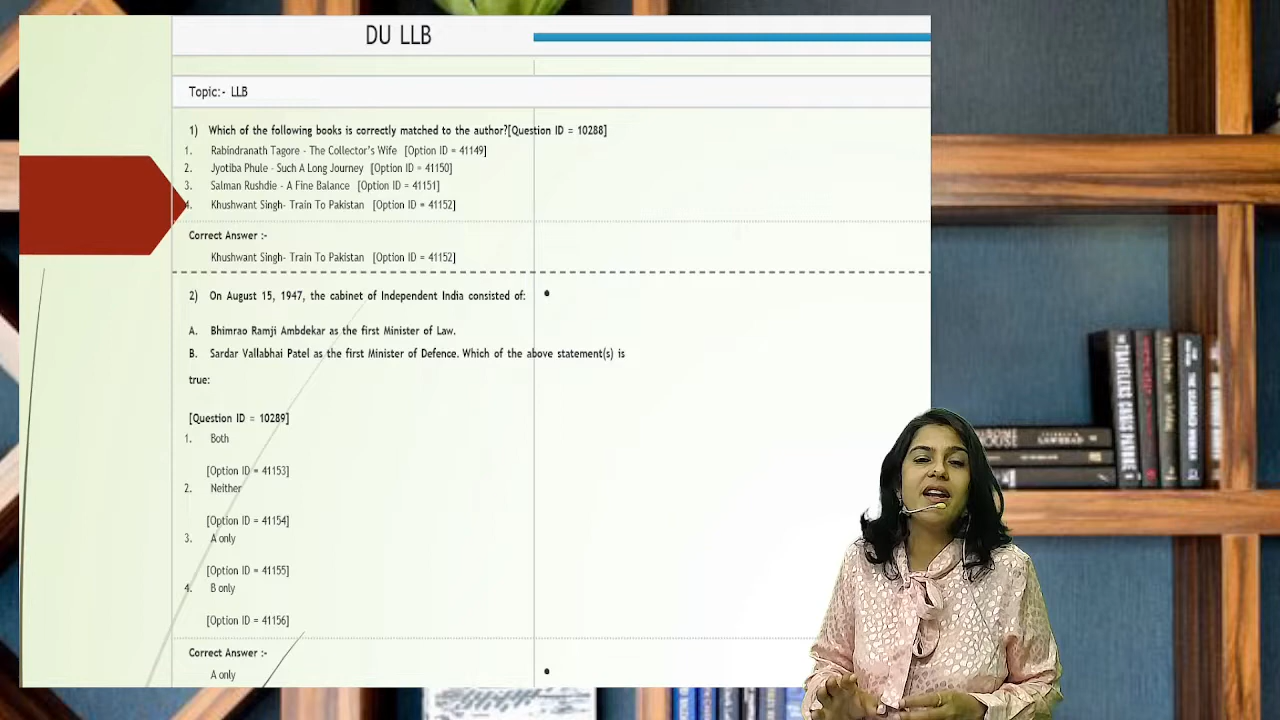 DU LLB
Topic:- LLB
1) Which of the following books is correctly matched to the author?[Question ID = 10288]
1. Rabindranath Tagore - The Collector's Wife [Option ID = 41149]
2. Jyotiba Phule - Such A Long Journey [Option ID = 41150]
3. Salman Rushdie - A Fine Balance [Option ID = 41151]
4. Khushwant Singh- Train To Pakistan [Option ID = 41152]
Correct Answer :-
Khushwant Singh- Train To Pakistan [Option ID = 41152]
2) On August 15, 1947, the cabinet of Independent India consisted of: •
A. Bhimrao Ramji Ambdekar as the first Minister of Law.
B. Sardar Vallabhai Patel as the first Minister of Defence. Which of the above statement(s) is
true:
[Question ID = 10289]
1. Both
[Option ID = 41153]
2. Neither
[Option ID = 41154]
3. A only
[Option ID = 41155]
4. B only
[Option ID = 41156]
Correct Answer :-
A only •